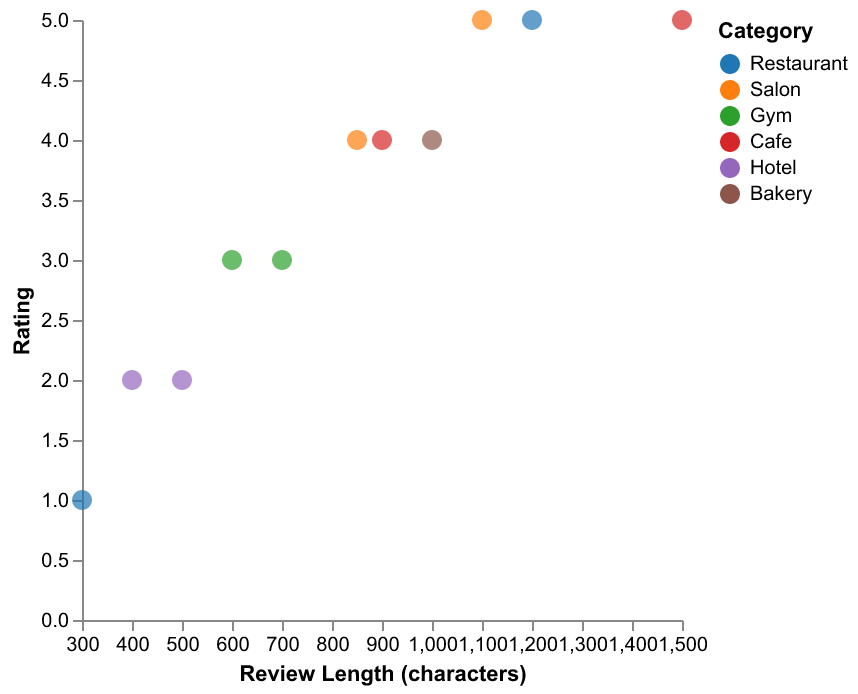 5.0
4.5
4.0
3.5
3.0
2.5
2.0
1.5
1.0
0.5
0.0
Rating
300 400 500 600 700 800 900 1,000 1,100 1,200 1,300 1,400 1,500
Review Length (characters)
Category
Restaurant
Salon
Gym
Cafe
Hotel
Bakery